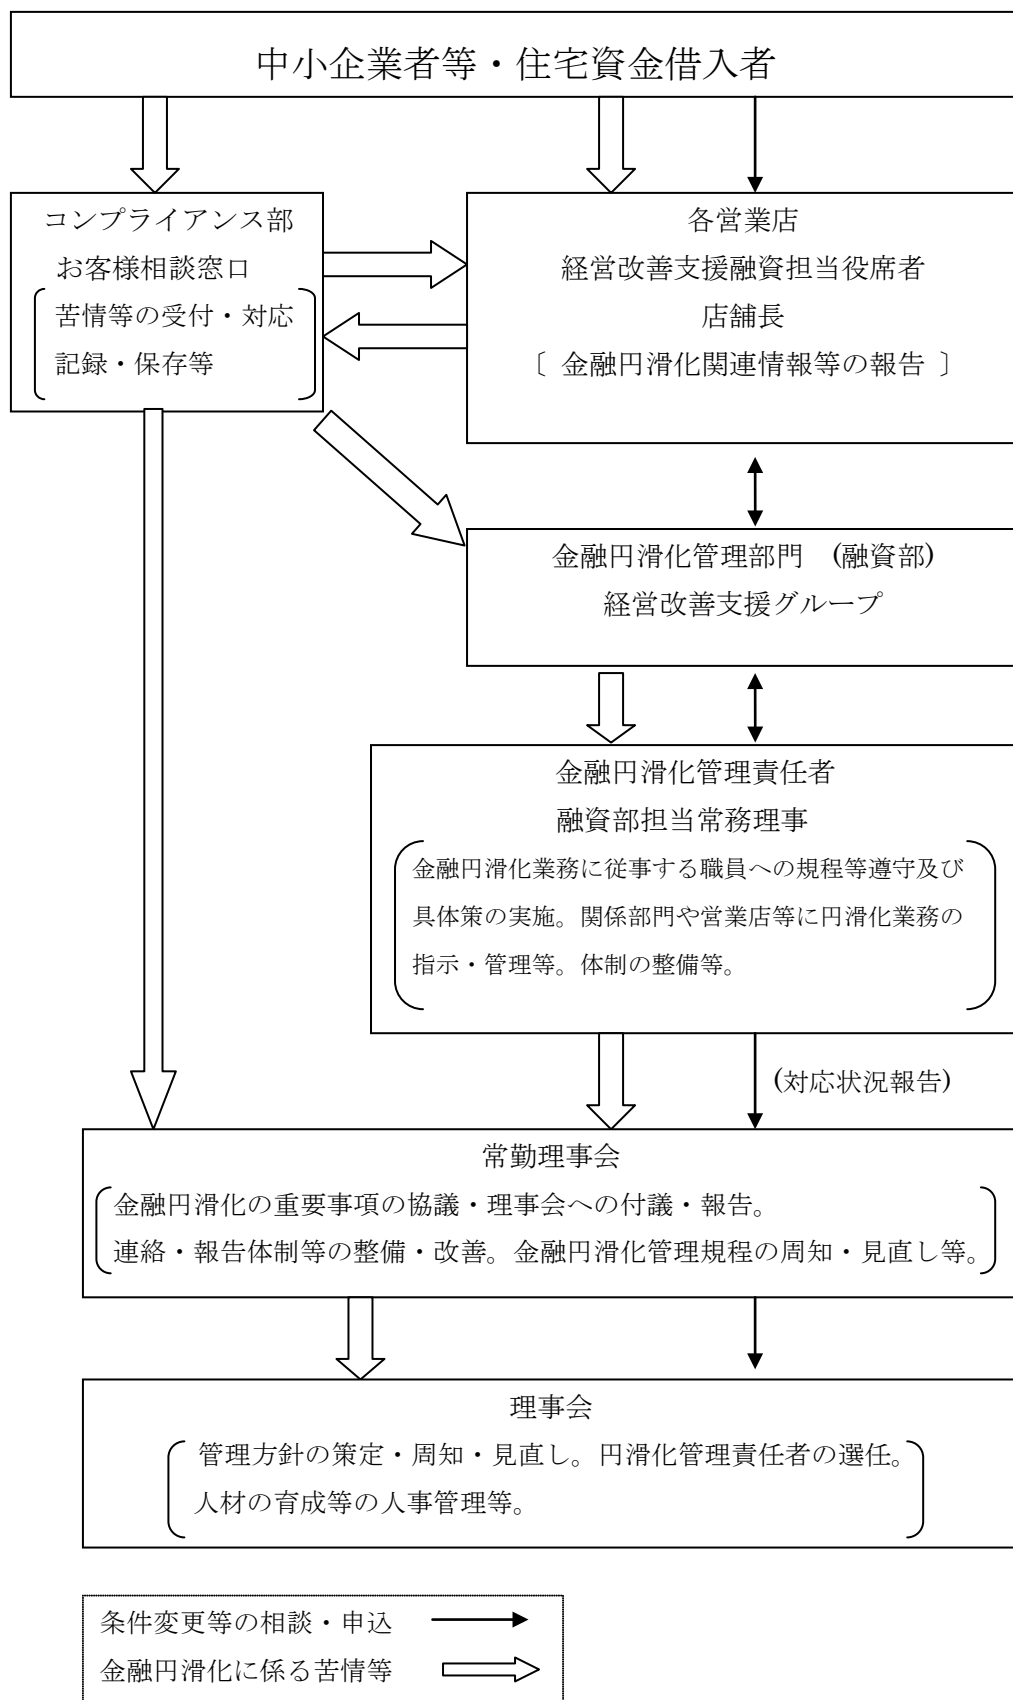 中小企業者等・住宅資金借入者
コンプライアンス部
お客様相談窓口
苦情等の受付・対応
記録・保存等
各営業店
経営改善支援融資担当役席者
店舗長
〔 金融円滑化関連情報等の報告 〕
金融円滑化管理部門　(融資部)
経営改善支援グループ
金融円滑化管理責任者
融資部担当常務理事
金融円滑化業務に従事する職員への規程等遵守及び
具体策の実施。関係部門や営業店等に円滑化業務の
指示・管理等。体制の整備等。
(対応状況報告)
常勤理事会
金融円滑化の重要事項の協議・理事会への付議・報告。
連絡・報告体制等の整備・改善。金融円滑化管理規程の周知・見直し等。
理事会
管理方針の策定・周知・見直し。円滑化管理責任者の選任。
人材の育成等の人事管理等。
条件変更等の相談・申込
金融円滑化に係る苦情等